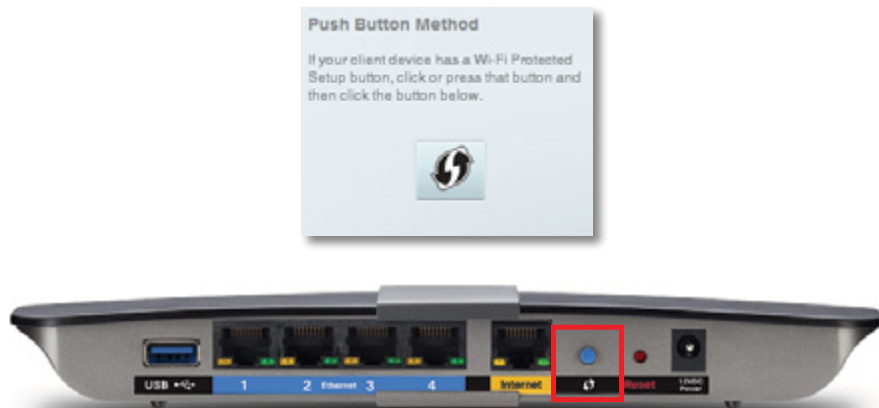 Push Button Method
If your client device has a Wi-Fi Protected
Setup button, click or press that button and
then click the button below.
USB
1 2 Ethernet 3 4
Internet
Reset
12VDC
Power